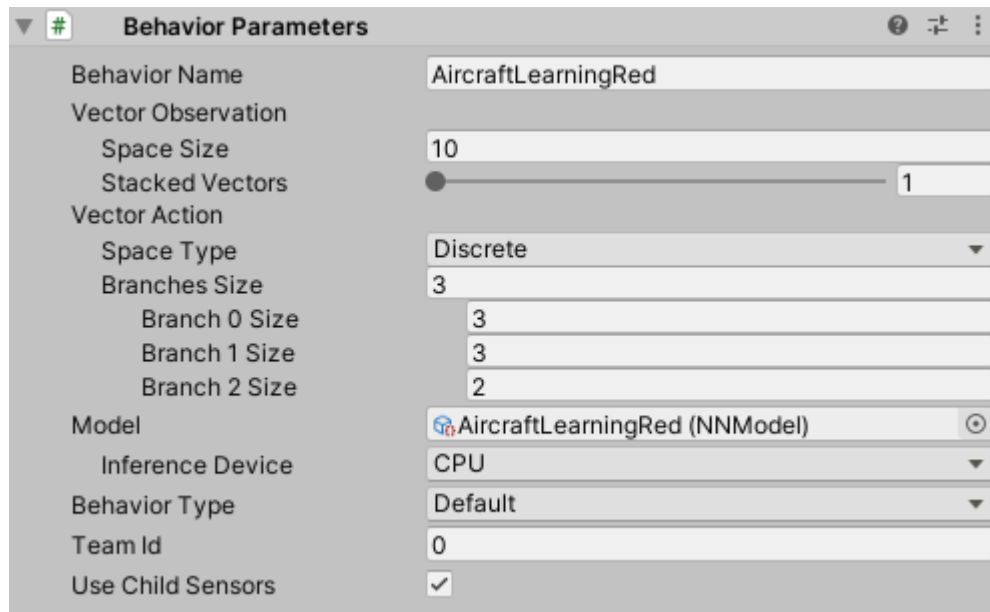 # Behavior Parameters
Behavior Name AircraftLearningRed
Vector Observation
Space Size 10
Stacked Vectors 1
Vector Action
Space Type Discrete
Branches Size 3
Branch 0 Size 3
Branch 1 Size 3
Branch 2 Size 2
Model AircraftLearningRed (NNModel)
Inference Device CPU
Behavior Type Default
Team Id 0
Use Child Sensors